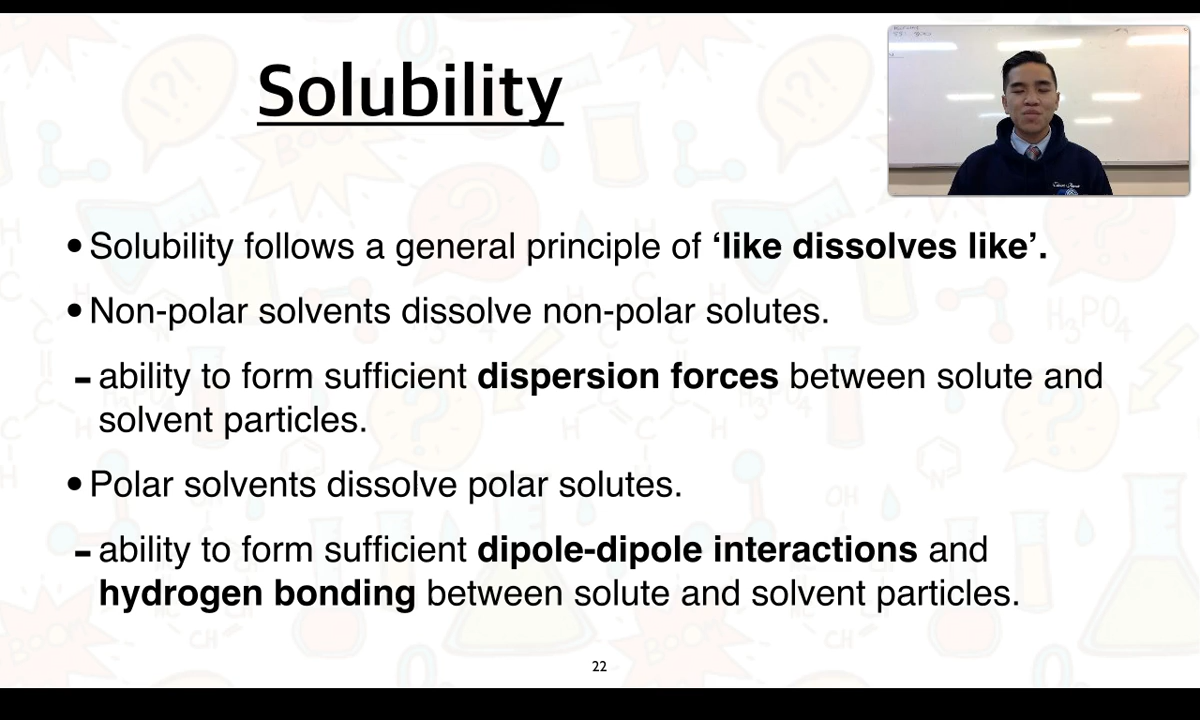 Solubility
• Solubility follows a general principle of ‘like dissolves like’.
• Non-polar solvents dissolve non-polar solutes.
- ability to form sufficient dispersion forces between solute and
solvent particles.
• Polar solvents dissolve polar solutes.
- ability to form sufficient dipole-dipole interactions and
hydrogen bonding between solute and solvent particles.
22